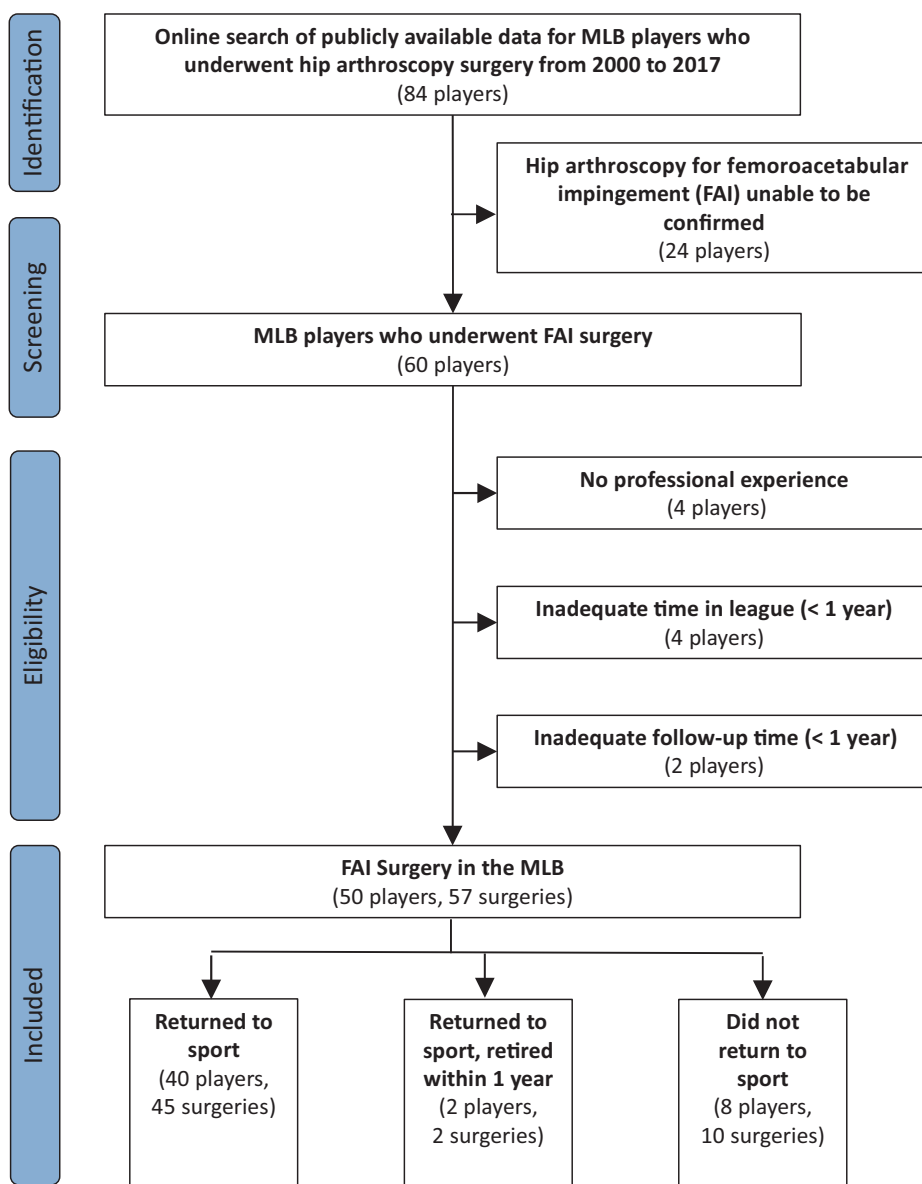 Identification
Online search of publicly available data for MLB players who
underwent hip arthroscopy surgery from 2000 to 2017
(84 players)
Hip arthroscopy for femoroacetabular
impingement (FAI) unable to be
confirmed
(24 players)
Screening
MLB players who underwent FAI surgery
(60 players)
Eligibility
No professional experience
(4 players)
Inadequate time in league (< 1 year)
(4 players)
Inadequate follow-up time (< 1 year)
(2 players)
Included
FAI Surgery in the MLB
(50 players, 57 surgeries)
Returned to
sport
(40 players,
45 surgeries)
Returned to
sport, retired
within 1 year
(2 players,
2 surgeries)
Did not
return to
sport
(8 players,
10 surgeries)